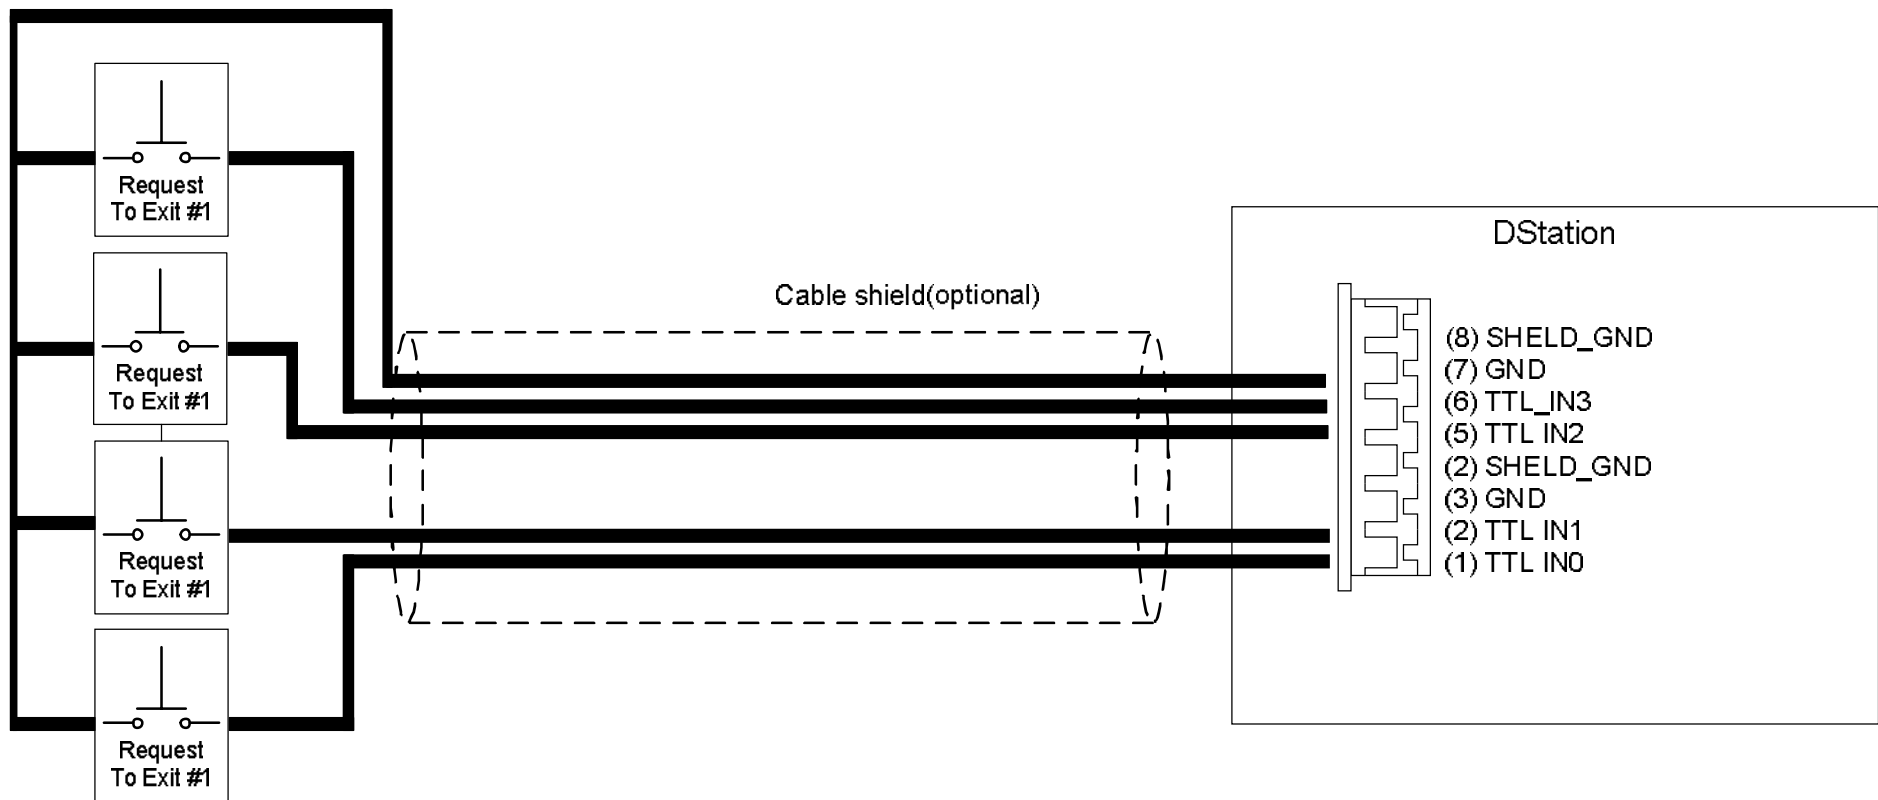 Request
To Exit #1
DStation
Request
To Exit #1
Cable shield(optional)
(8) SHELD_GND
(7) GND
(6) TTL_IN3
(5) TTL IN2
(2) SHELD_GND
(3) GND
(2) TTL IN1
(1) TTL IN0
Request
To Exit #1
Request
To Exit #1